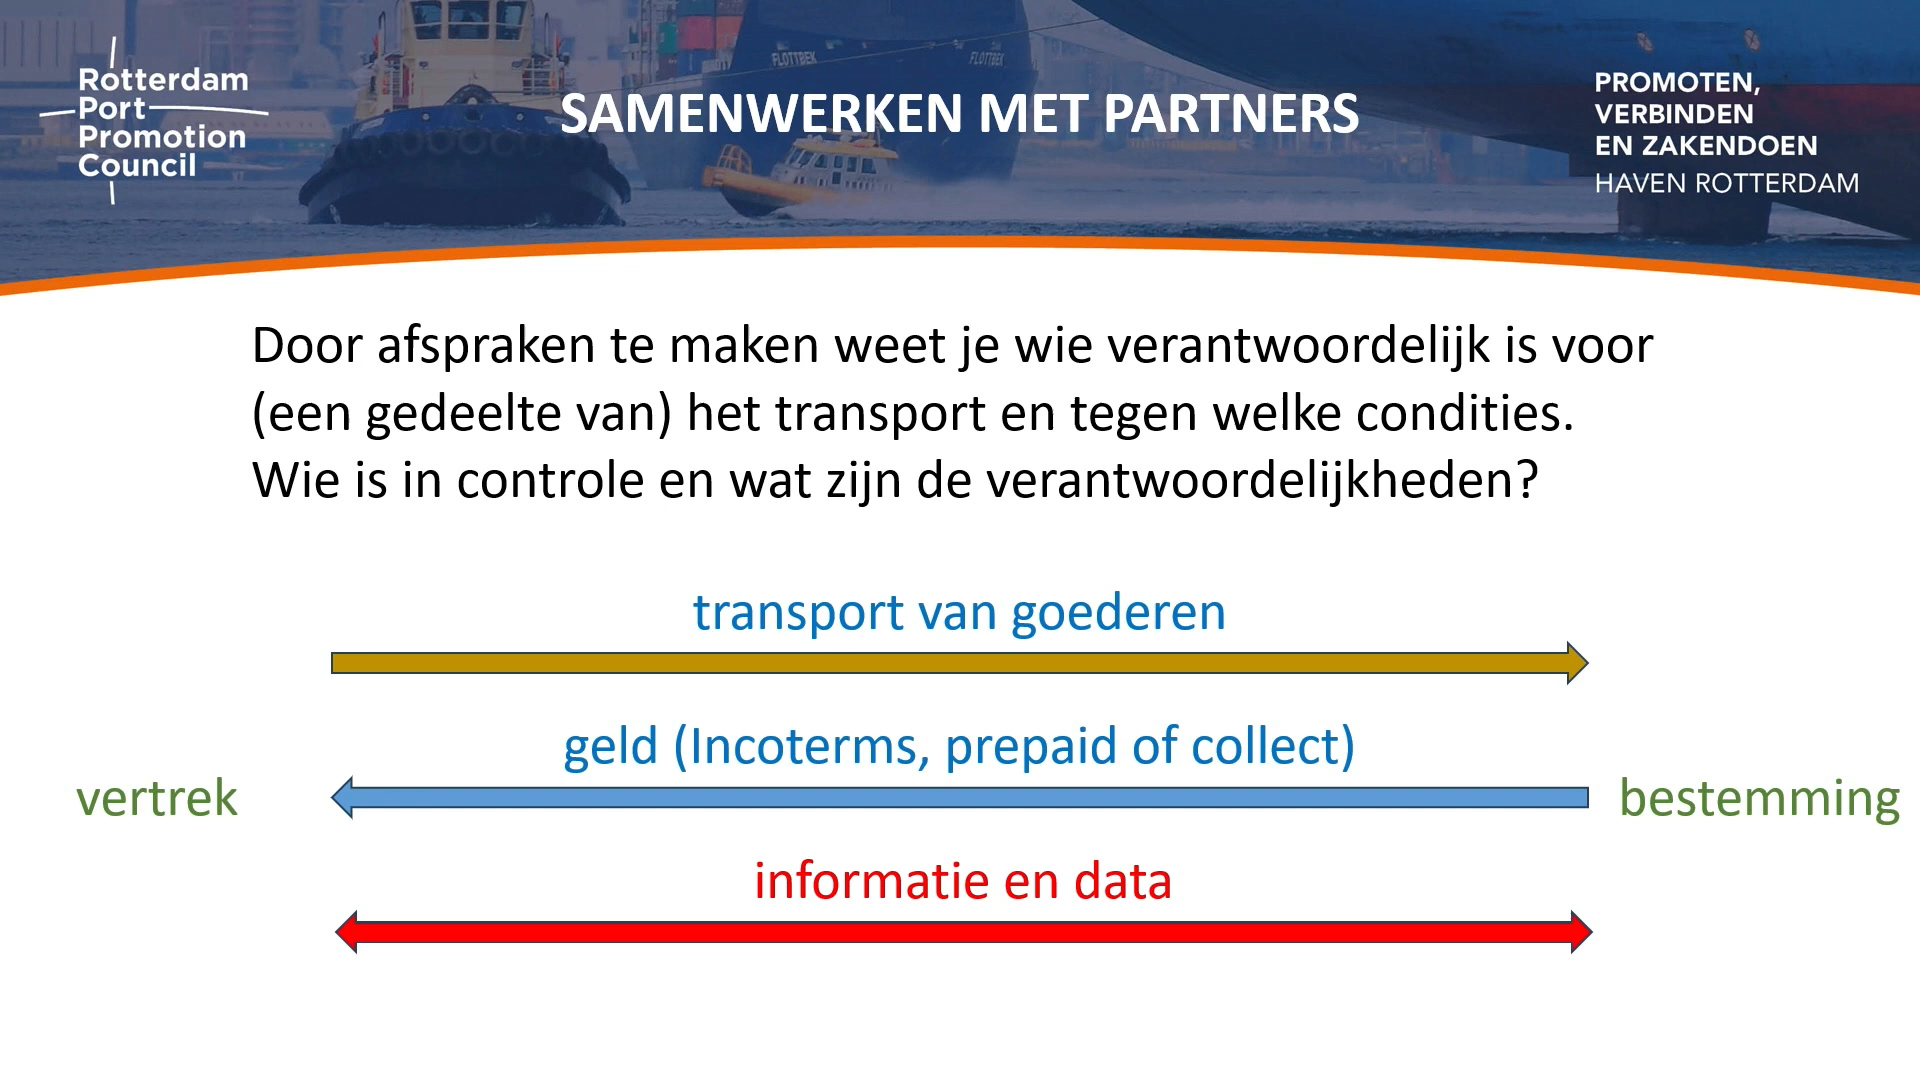 Rotterdam
Port
Promotion
Council
FLOTTBEK
FLOTTBEK
SAMENWERKEN MET PARTNERS
PROMOTEN,
VERBINDEN
EN ZAKENDOEN
HAVEN ROTTERDAM
Door afspraken te maken weet je wie verantwoordelijk is voor
(een gedeelte van) het transport en tegen welke condities.
Wie is in controle en wat zijn de verantwoordelijkheden?
transport van goederen
geld (Incoterms, prepaid of collect)
vertrek
bestemming
informatie en data